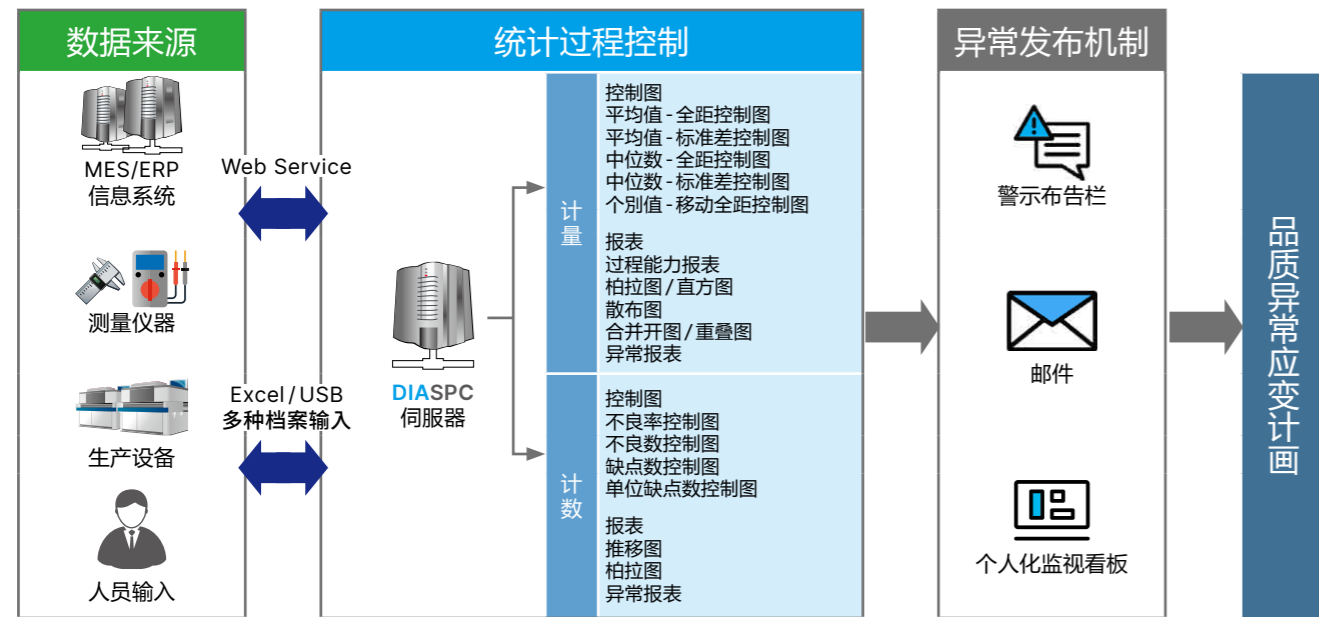 数据来源
MES/ERP
信息系统
测量仪器
生产设备
人员输入
Web Service
Excel/USB
多种档案输入
统计过程控制
DIASPC
伺服器
计量
控制图
平均值-全距控制图
平均值-标准差控制图
中位数-全距控制图
中位数-标准差控制图
个别值-移动全距控制图
报表
过程能力报表
柏拉图/直方图
散布图
合并开图/重叠图
异常报表
计数
控制图
不良率控制图
不良数控制图
缺点数控制图
单位缺点数控制图
报表
推移图
柏拉图
异常报表
异常发布机制
警示布告栏
邮件
个人化监视看板
品质异常应变计画